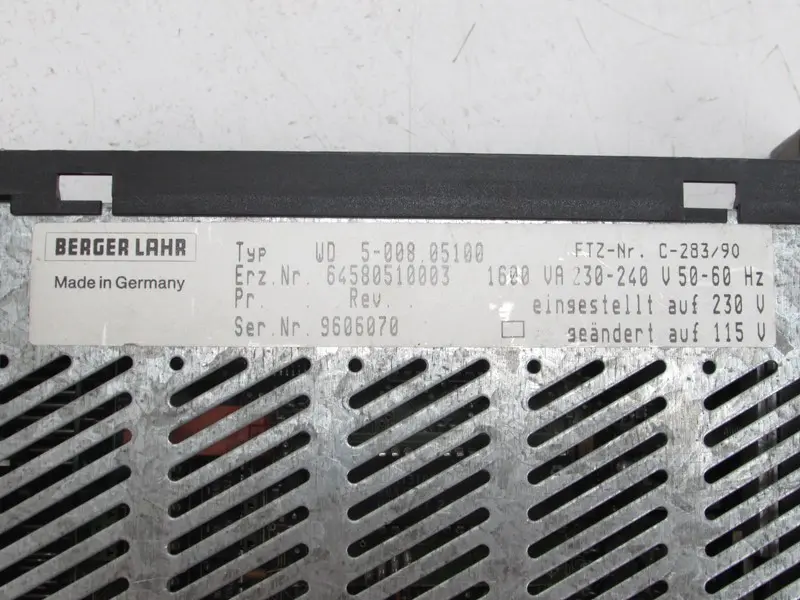 BERGER LAHR
Made in Germany
Typ WD 5-008.05100 FTZ-Nr. C-283/90
Erz.Nr. 64580510003 1600 VA 230-240 V 50-60 Hz
Pr. Rev. eingestellt auf 230 V
Ser.Nr. 9606070 geändert auf 115 V